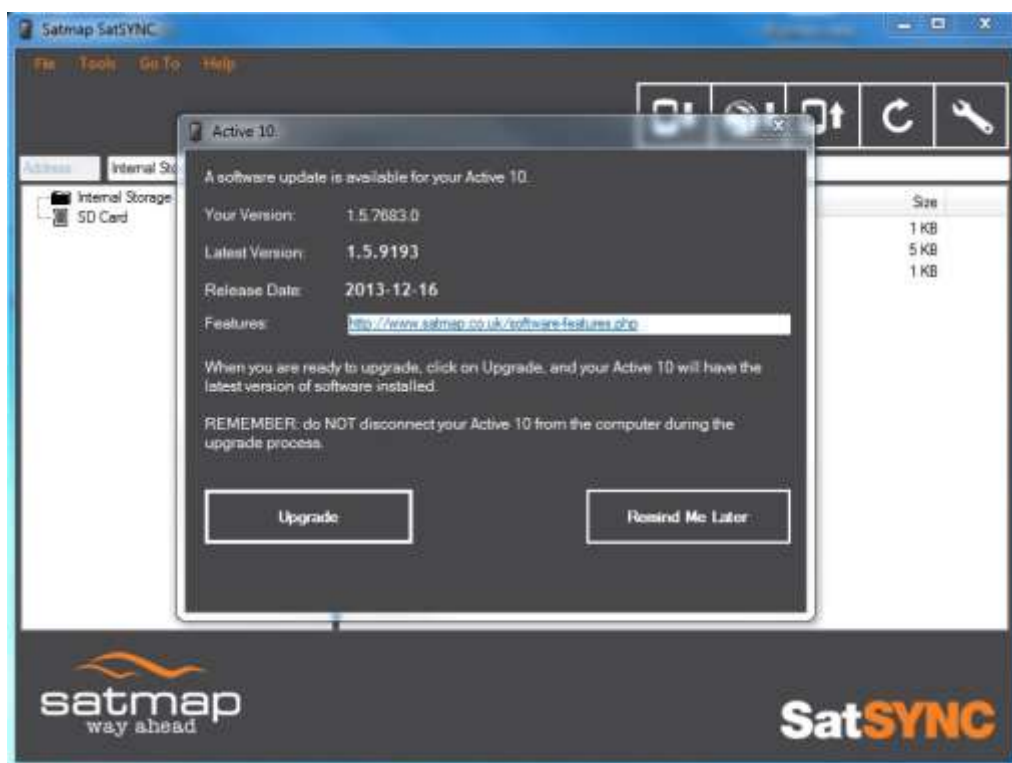 Satmap SatSYNC
File Tools Go To Help
Active 10.
Address Internal Sto
Internal Storage
SD Card
Size
1 KB
5 KB
1 KB
A software update is available for your Active 10.
Your Version: 1.5.7683.0
Latest Version: 1.5.9193
Release Date: 2013-12-16
Features: http://www.satmap.co.uk/software-features.php
When you are ready to upgrade, click on Upgrade, and your Active 10 will have the
latest version of software installed.
REMEMBER: do NOT disconnect your Active 10 from the computer during the
upgrade process.
Upgrade
Remind Me Later
satmap
way ahead
SatSYNC